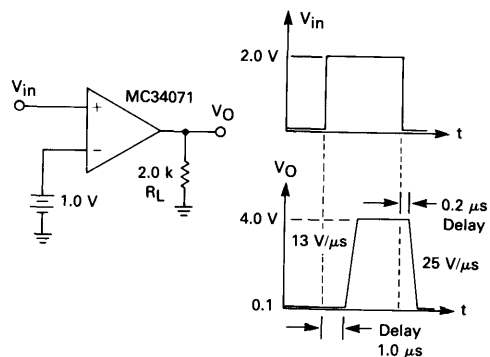 Vin
MC34071
+
−
VO
1.0 V
2.0 k
RL
Vin
2.0 V
t
VO
4.0 V
13 V/μs
0.2 μs
Delay
25 V/μs
0.1
t
Delay
1.0 μs